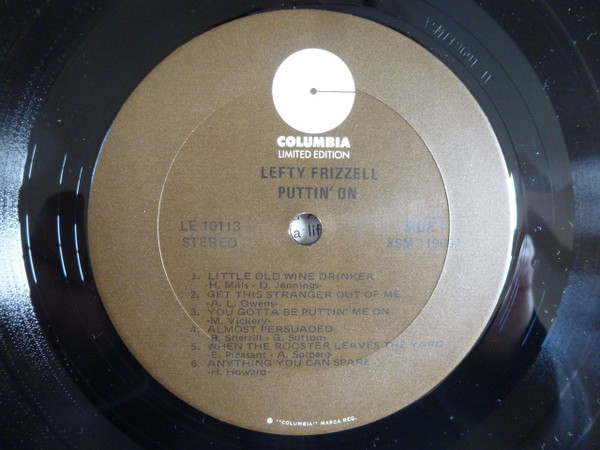 COLUMBIA
LIMITED EDITION
LEFTY FRIZZELL
PUTTIN' ON
LE 10113
STEREO
SIDE 1
XSM
a lif
1. LITTLE OLD WINE DRINKER
-H. Mills - D. Jennings-
2. GET THIS STRANGER OUT OF ME
-A. L. Owens-
3. YOU GOTTA BE PUTTIN' ME ON
-M. Vickery-
4. ALMOST PERSUADED
-B. Sherrill - G. Sutton-
5. WHEN THE ROOSTER LEAVES THE YARD
-E. Pleasant - A. Solberg-
6. ANYTHING YOU CAN SPARE
-H. Howard-
® "COLUMBIA" MARCA REG.